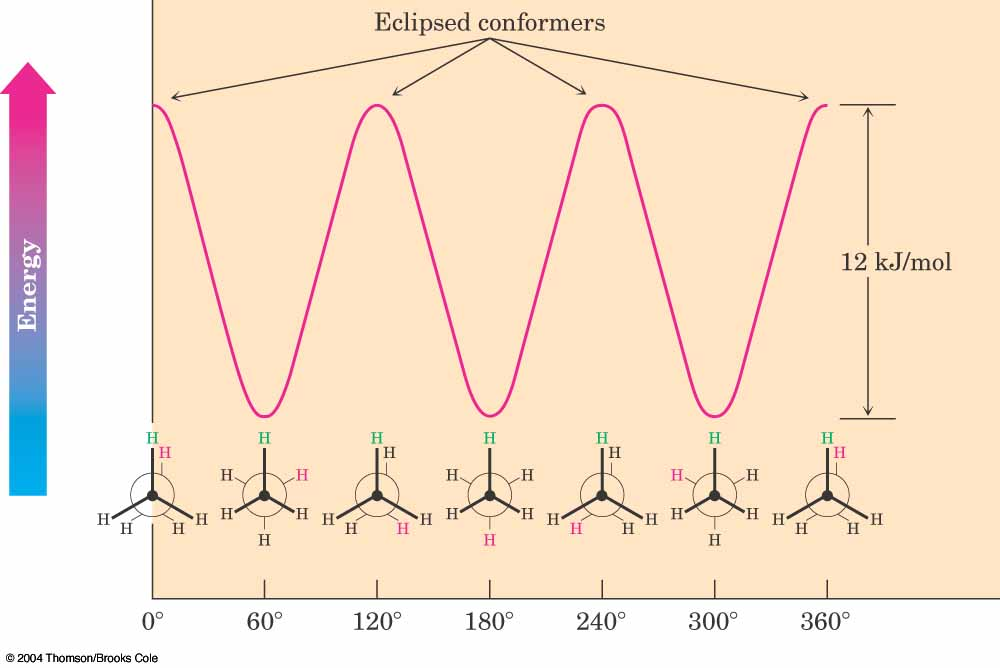 Eclipsed conformers
Energy
12 kJ/mol
H H H H H H H
H H H H
H H H H H H
H H H H H H H H H H H H H H
H H H H H H H H
H H H
0° 60° 120° 180° 240° 300° 360°
© 2004 Thomson/Brooks Cole